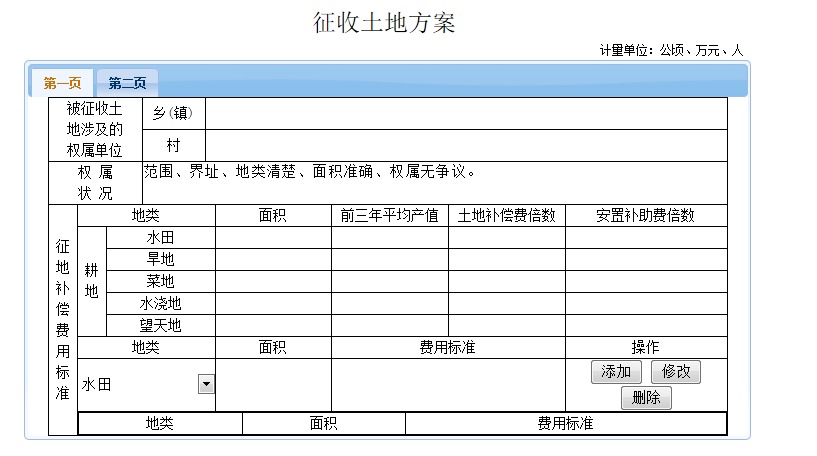 征收土地方案
计量单位：公顷、万元、人
第一页 第二页
被征收土
地涉及的
权属单位
乡(镇)
村
权 属
状 况
范围、界址、地类清楚、面积准确、权属无争议。
征地补偿费用标准
地类 面积 前三年平均产值 土地补偿费倍数 安置补助费倍数
耕地
水田
旱地
菜地
水浇地
望天地
地类 面积 费用标准 操作
水田
添加 修改
删除
地类 面积 费用标准